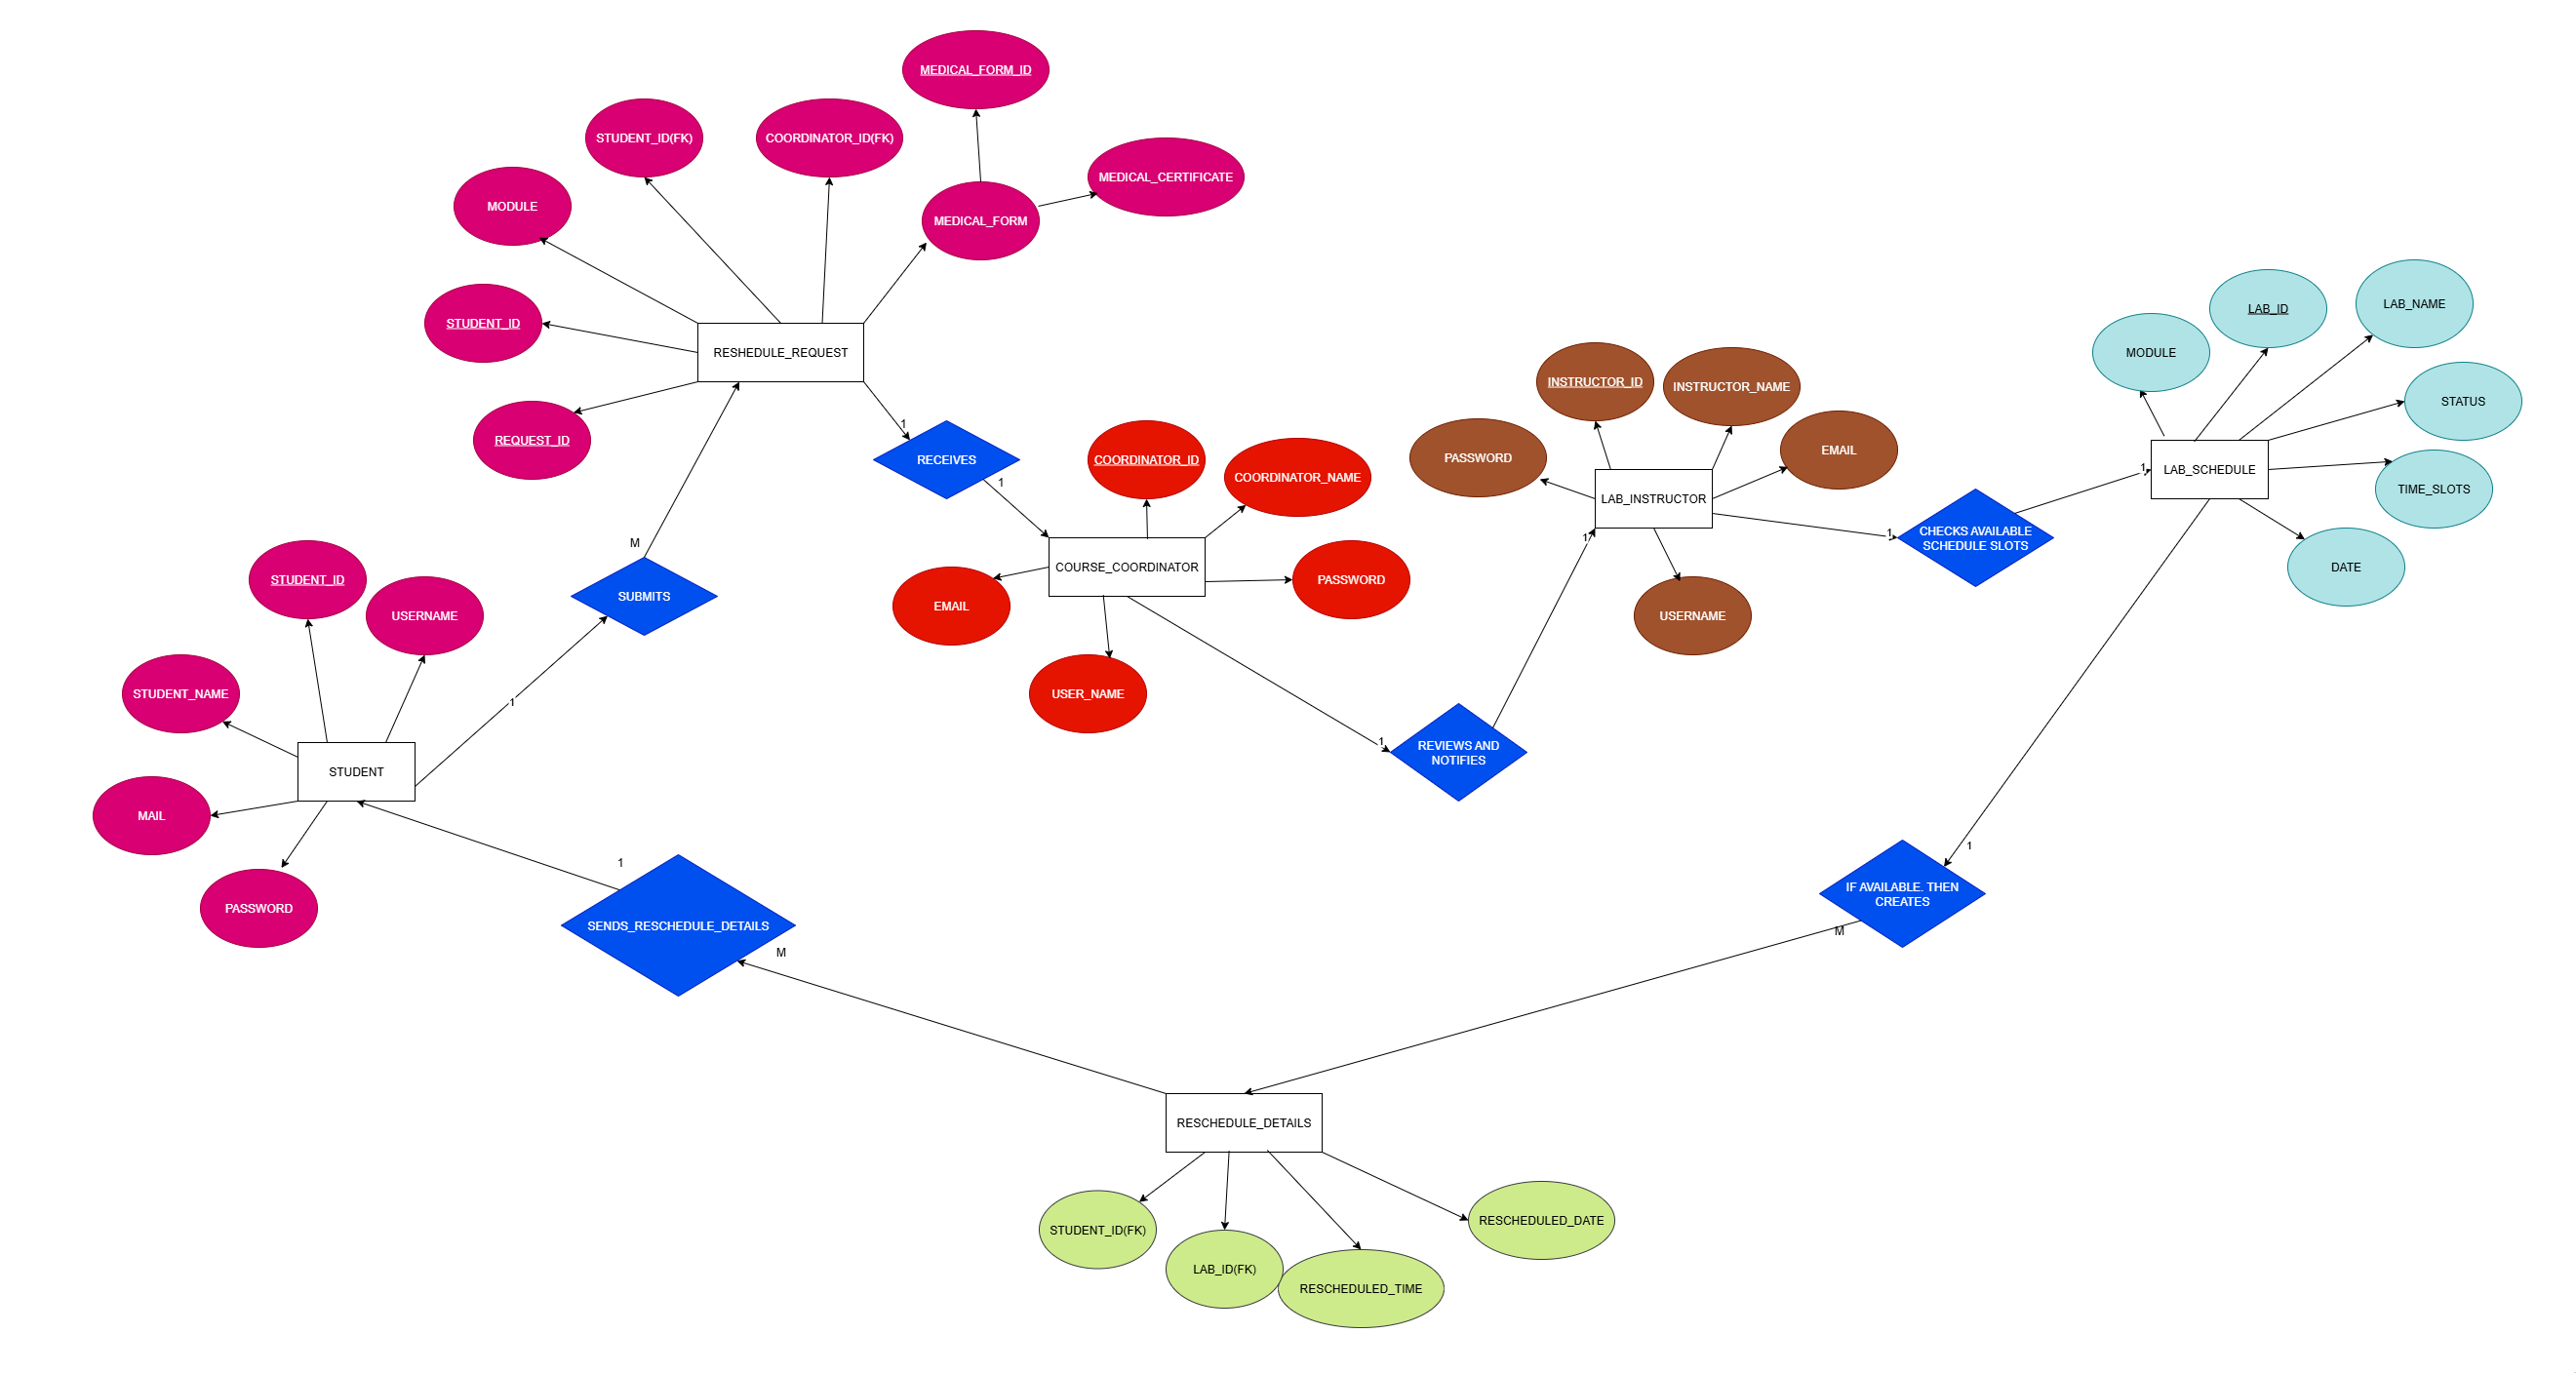 MEDICAL_FORM_ID
STUDENT_ID(FK)
COORDINATOR_ID(FK)
MEDICAL_CERTIFICATE
MODULE
MEDICAL_FORM
STUDENT_ID
RESHEDULE_REQUEST
REQUEST_ID
1
RECEIVES
1
M
SUBMITS
1
COORDINATOR_ID
COORDINATOR_NAME
COURSE_COORDINATOR
PASSWORD
EMAIL
USER_NAME
INSTRUCTOR_ID
INSTRUCTOR_NAME
PASSWORD
EMAIL
LAB_INSTRUCTOR
USERNAME
1
1
REVIEWS AND
NOTIFIES
1
CHECKS AVAILABLE
SCHEDULE SLOTS
1
LAB_ID
LAB_NAME
MODULE
STATUS
LAB_SCHEDULE
TIME_SLOTS
DATE
STUDENT_ID
USERNAME
STUDENT_NAME
STUDENT
MAIL
PASSWORD
1
SENDS_RESCHEDULE_DETAILS
M
1
IF AVAILABLE. THEN
CREATES
M
RESCHEDULE_DETAILS
STUDENT_ID(FK)
LAB_ID(FK)
RESCHEDULED_TIME
RESCHEDULED_DATE